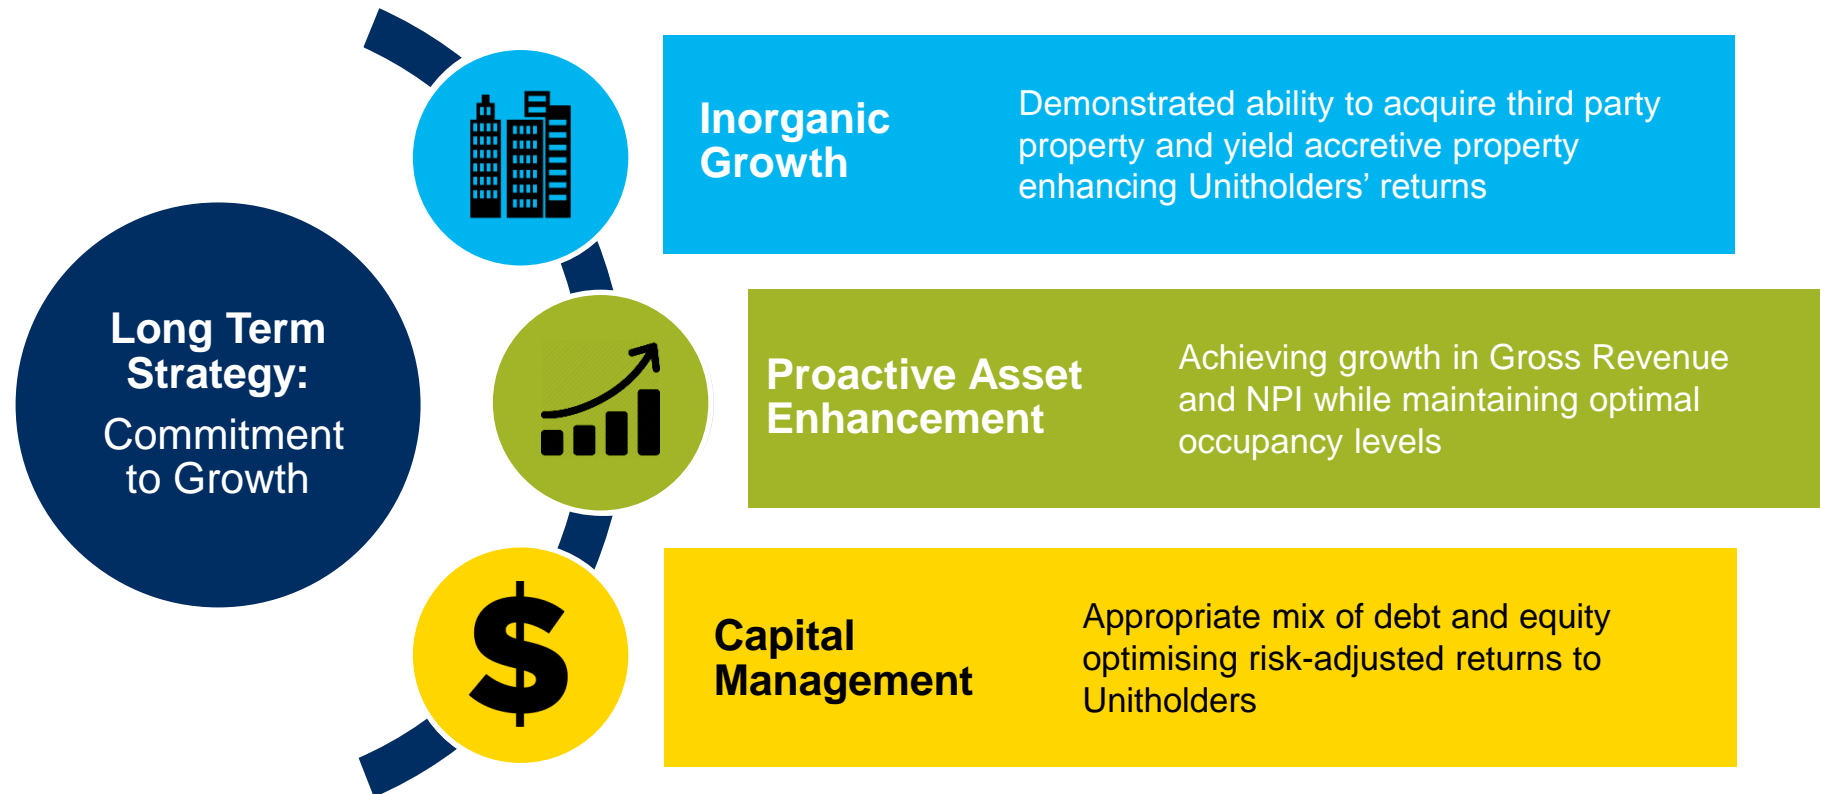 Long Term
Strategy:
Commitment
to Growth
Inorganic
Growth
Demonstrated ability to acquire third party
property and yield accretive property
enhancing Unitholders’ returns
Proactive Asset
Enhancement
Achieving growth in Gross Revenue
and NPI while maintaining optimal
occupancy levels
$
Capital
Management
Appropriate mix of debt and equity
optimising risk-adjusted returns to
Unitholders